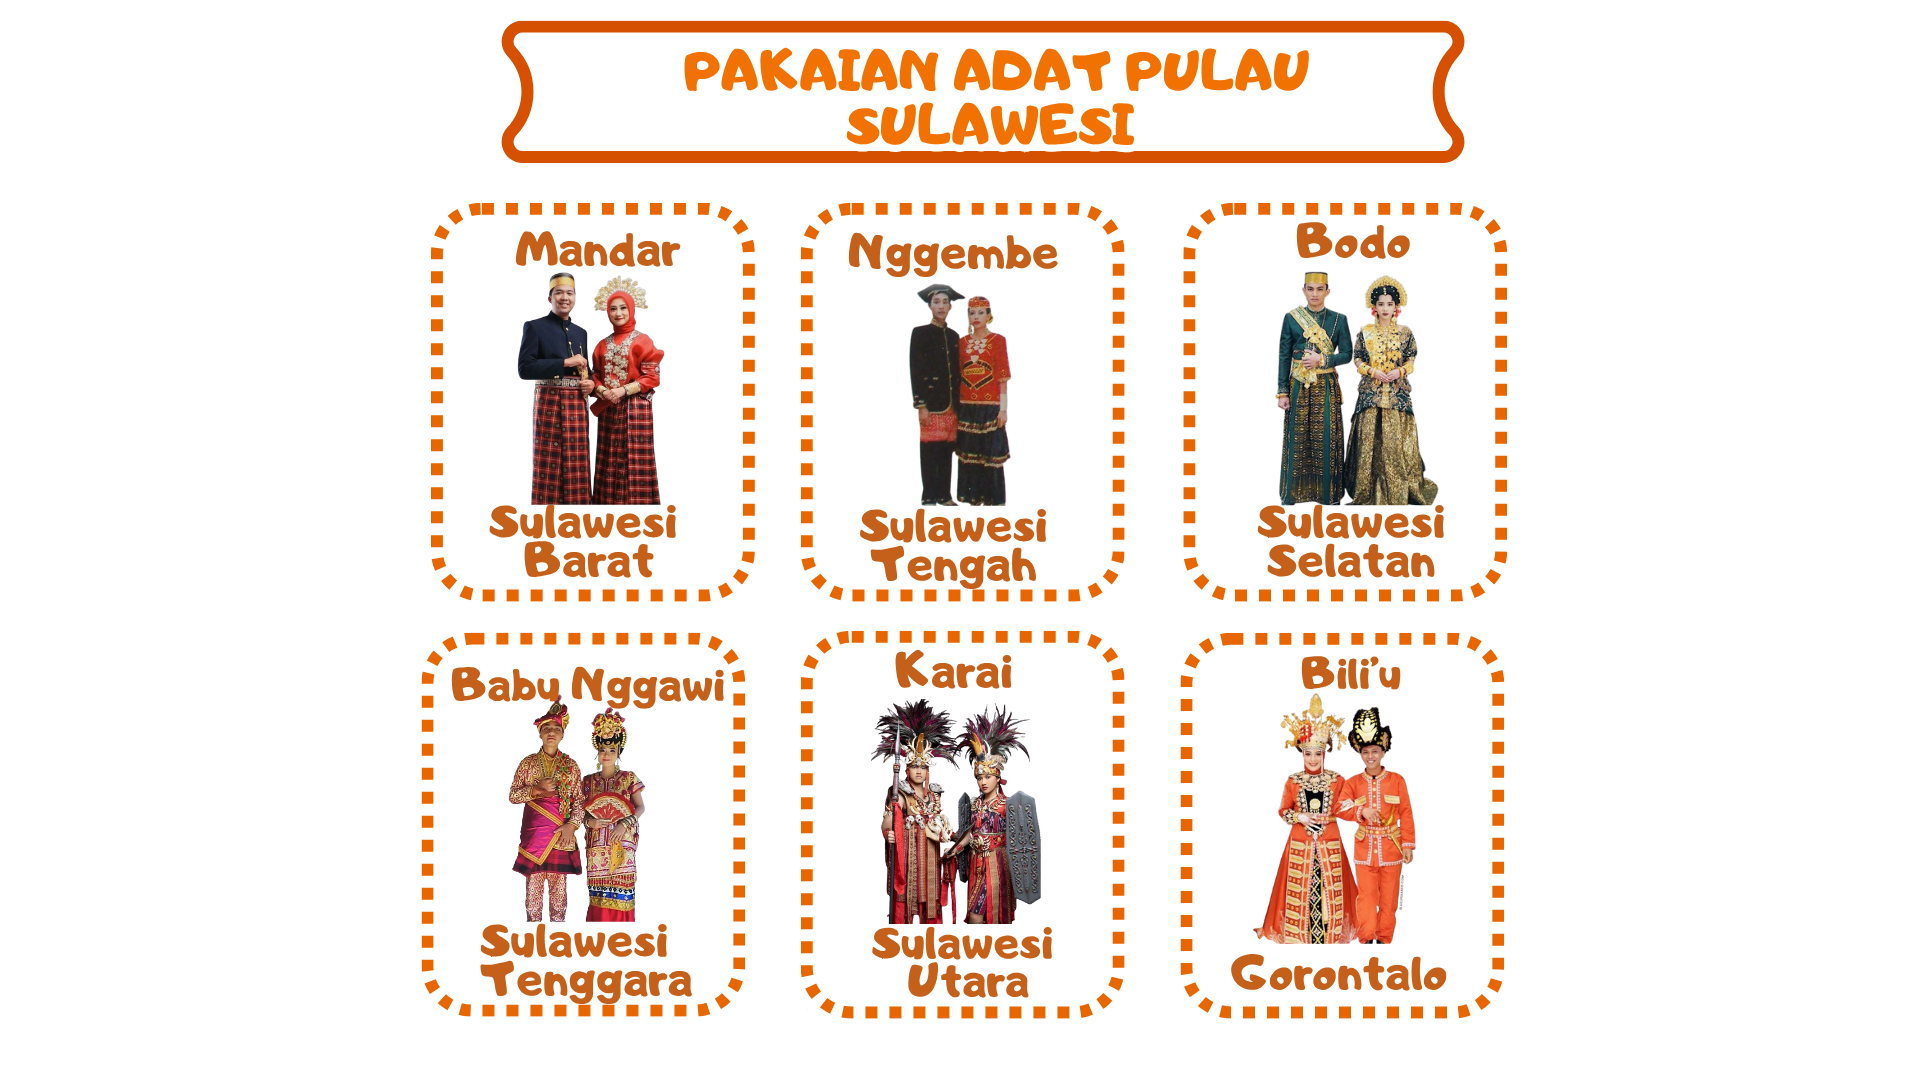 PAKAIAN ADAT PULAU
SULAWESI
Mandar
Sulawesi
Barat
Nggembe
Sulawesi
Tengah
Bodo
Sulawesi
Selatan
Babu Nggawi
Sulawesi
Tenggara
Karai
Sulawesi
Utara
Bili'u
Gorontalo